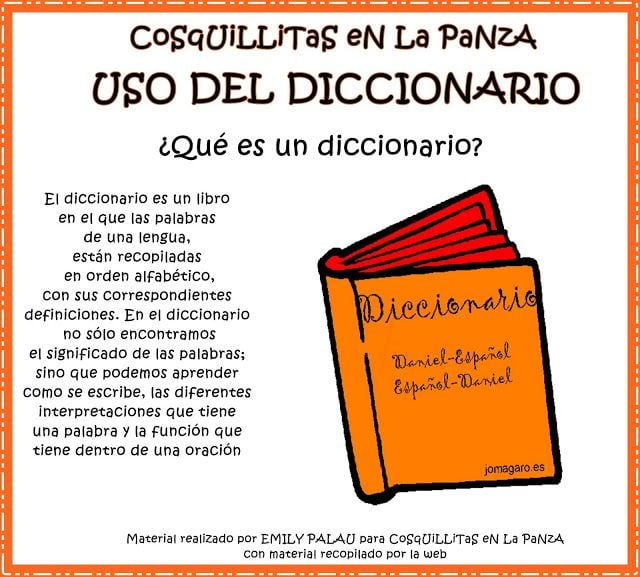 CoSqUiLLiTaS eN La PaNzA
USO DEL DICCIONARIO
¿Qué es un diccionario?
El diccionario es un libro
en el que las palabras
de una lengua,
están recopiladas
en orden alfabético,
con sus correspondientes
definiciones. En el diccionario
no sólo encontramos
el significado de las palabras;
sino que podemos aprender
como se escribe, las diferentes
interpretaciones que tiene
una palabra y la función que
tiene dentro de una oración
Diccionario
Daniel-Español
Español-Daniel
jomagaro.es
Material realizado por EMILY PALAU para CoSqUiLLiTaS eN La PaNzA
con material recopilado por la web